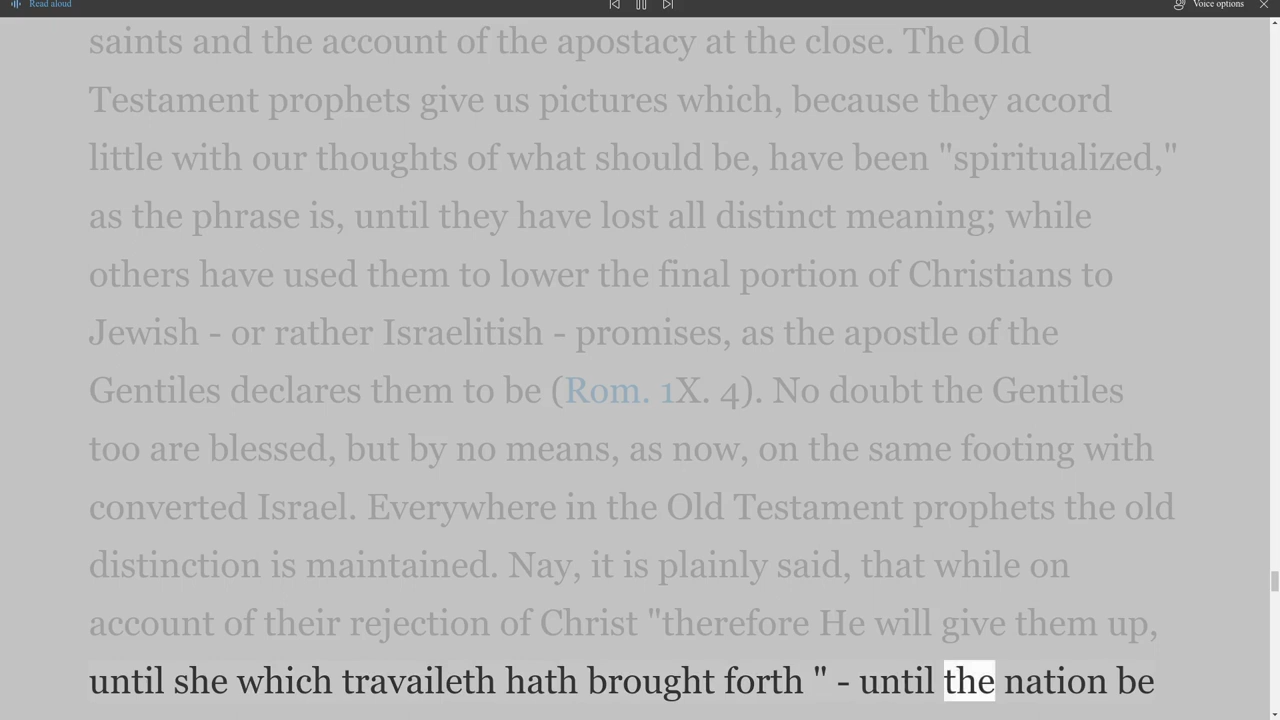 Read aloud
Voice options
saints and the account of the apostacy at the close. The Old
Testament prophets give us pictures which, because they accord
little with our thoughts of what should be, have been "spiritualized,"
as the phrase is, until they have lost all distinct meaning; while
others have used them to lower the final portion of Christians to
Jewish - or rather Israelitish - promises, as the apostle of the
Gentiles declares them to be (Rom. 1X. 4). No doubt the Gentiles
too are blessed, but by no means, as now, on the same footing with
converted Israel. Everywhere in the Old Testament prophets the old
distinction is maintained. Nay, it is plainly said, that while on
account of their rejection of Christ "therefore He will give them up,
until she which travaileth hath brought forth " - until the nation be